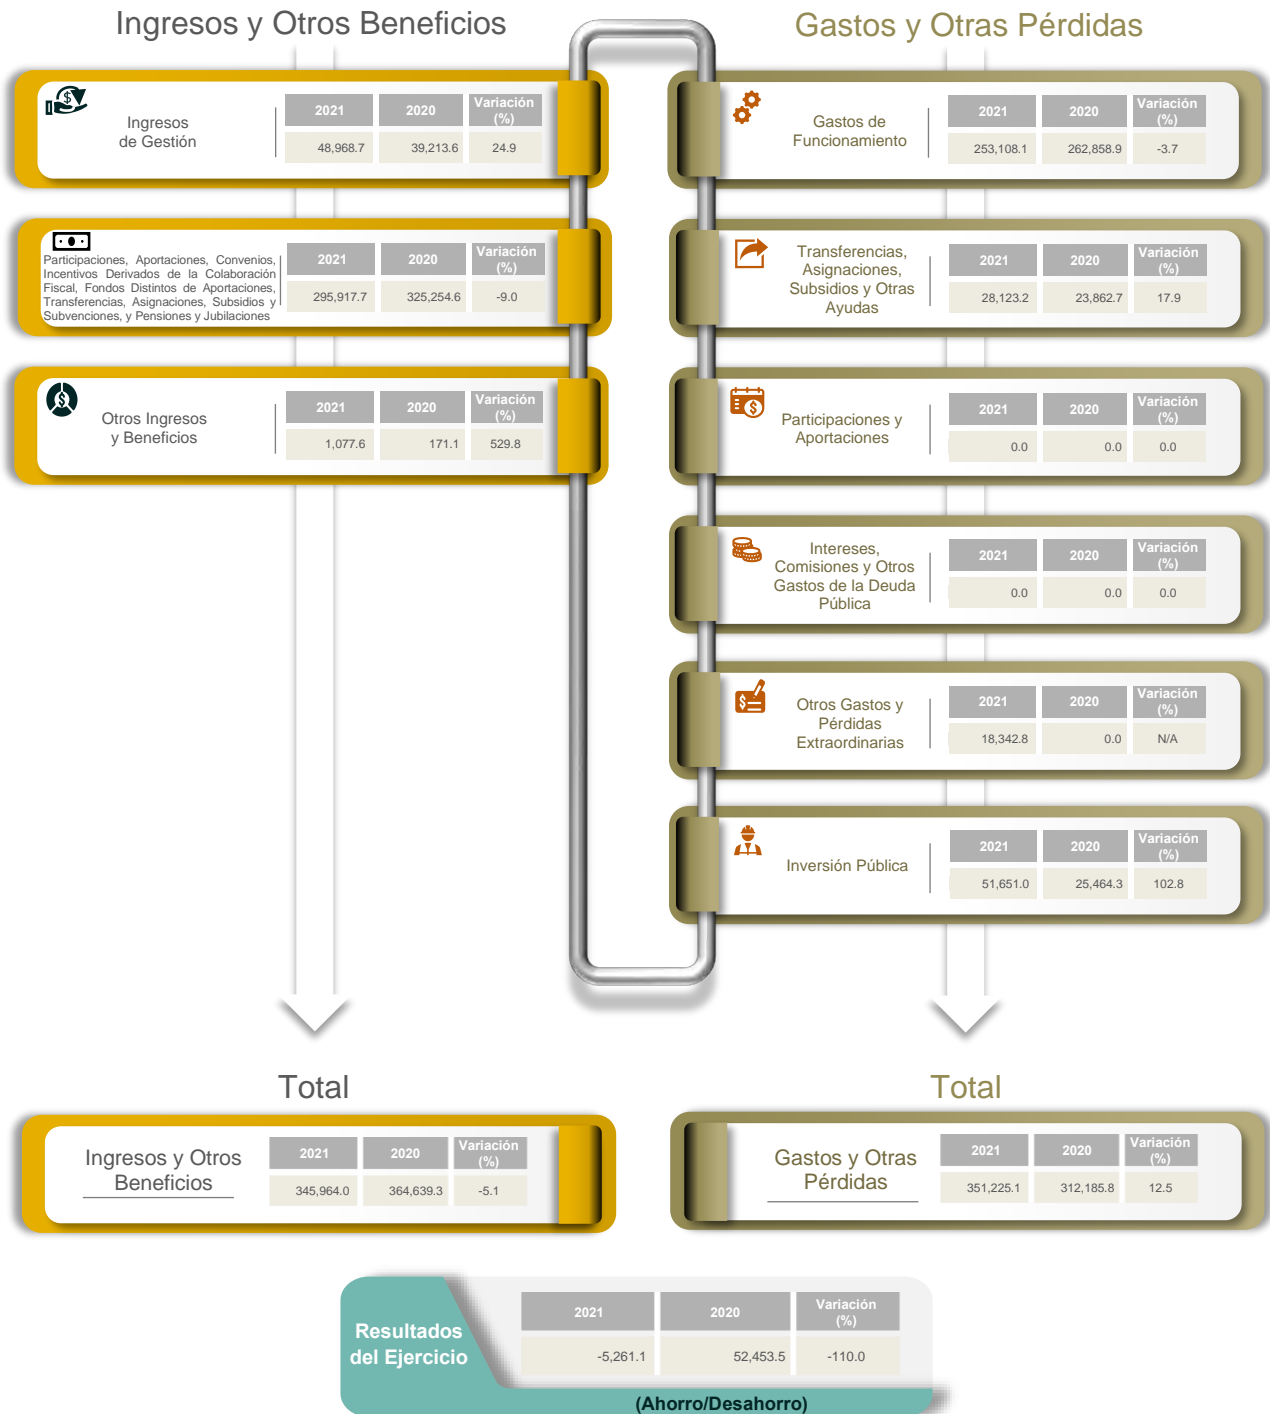 Ingresos y Otros Beneficios
Ingresos
de Gestión
2021 2020 Variación (%)
48,968.7 39,213.6 24.9
Participaciones, Aportaciones, Convenios,
Incentivos Derivados de la Colaboración
Fiscal, Fondos Distintos de Aportaciones,
Transferencias, Asignaciones, Subsidios y
Subvenciones, y Pensiones y Jubilaciones
2021 2020 Variación (%)
295,917.7 325,254.6 -9.0
Otros Ingresos
y Beneficios
2021 2020 Variación (%)
1,077.6 171.1 529.8
Gastos y Otras Pérdidas
Gastos de
Funcionamiento
2021 2020 Variación (%)
253,108.1 262,858.9 -3.7
Transferencias,
Asignaciones,
Subsidios y Otras
Ayudas
2021 2020 Variación (%)
28,123.2 23,862.7 17.9
Participaciones y
Aportaciones
2021 2020 Variación (%)
0.0 0.0 0.0
Intereses,
Comisiones y Otros
Gastos de la Deuda
Pública
2021 2020 Variación (%)
0.0 0.0 0.0
Otros Gastos y
Pérdidas
Extraordinarias
2021 2020 Variación (%)
18,342.8 0.0 N/A
Inversión Pública
2021 2020 Variación (%)
51,651.0 25,464.3 102.8
Total
Ingresos y Otros
Beneficios
2021 2020 Variación (%)
345,964.0 364,639.3 -5.1
Total
Gastos y Otras
Pérdidas
2021 2020 Variación (%)
351,225.1 312,185.8 12.5
Resultados
del Ejercicio
2021 2020 Variación (%)
-5,261.1 52,453.5 -110.0
(Ahorro/Desahorro)